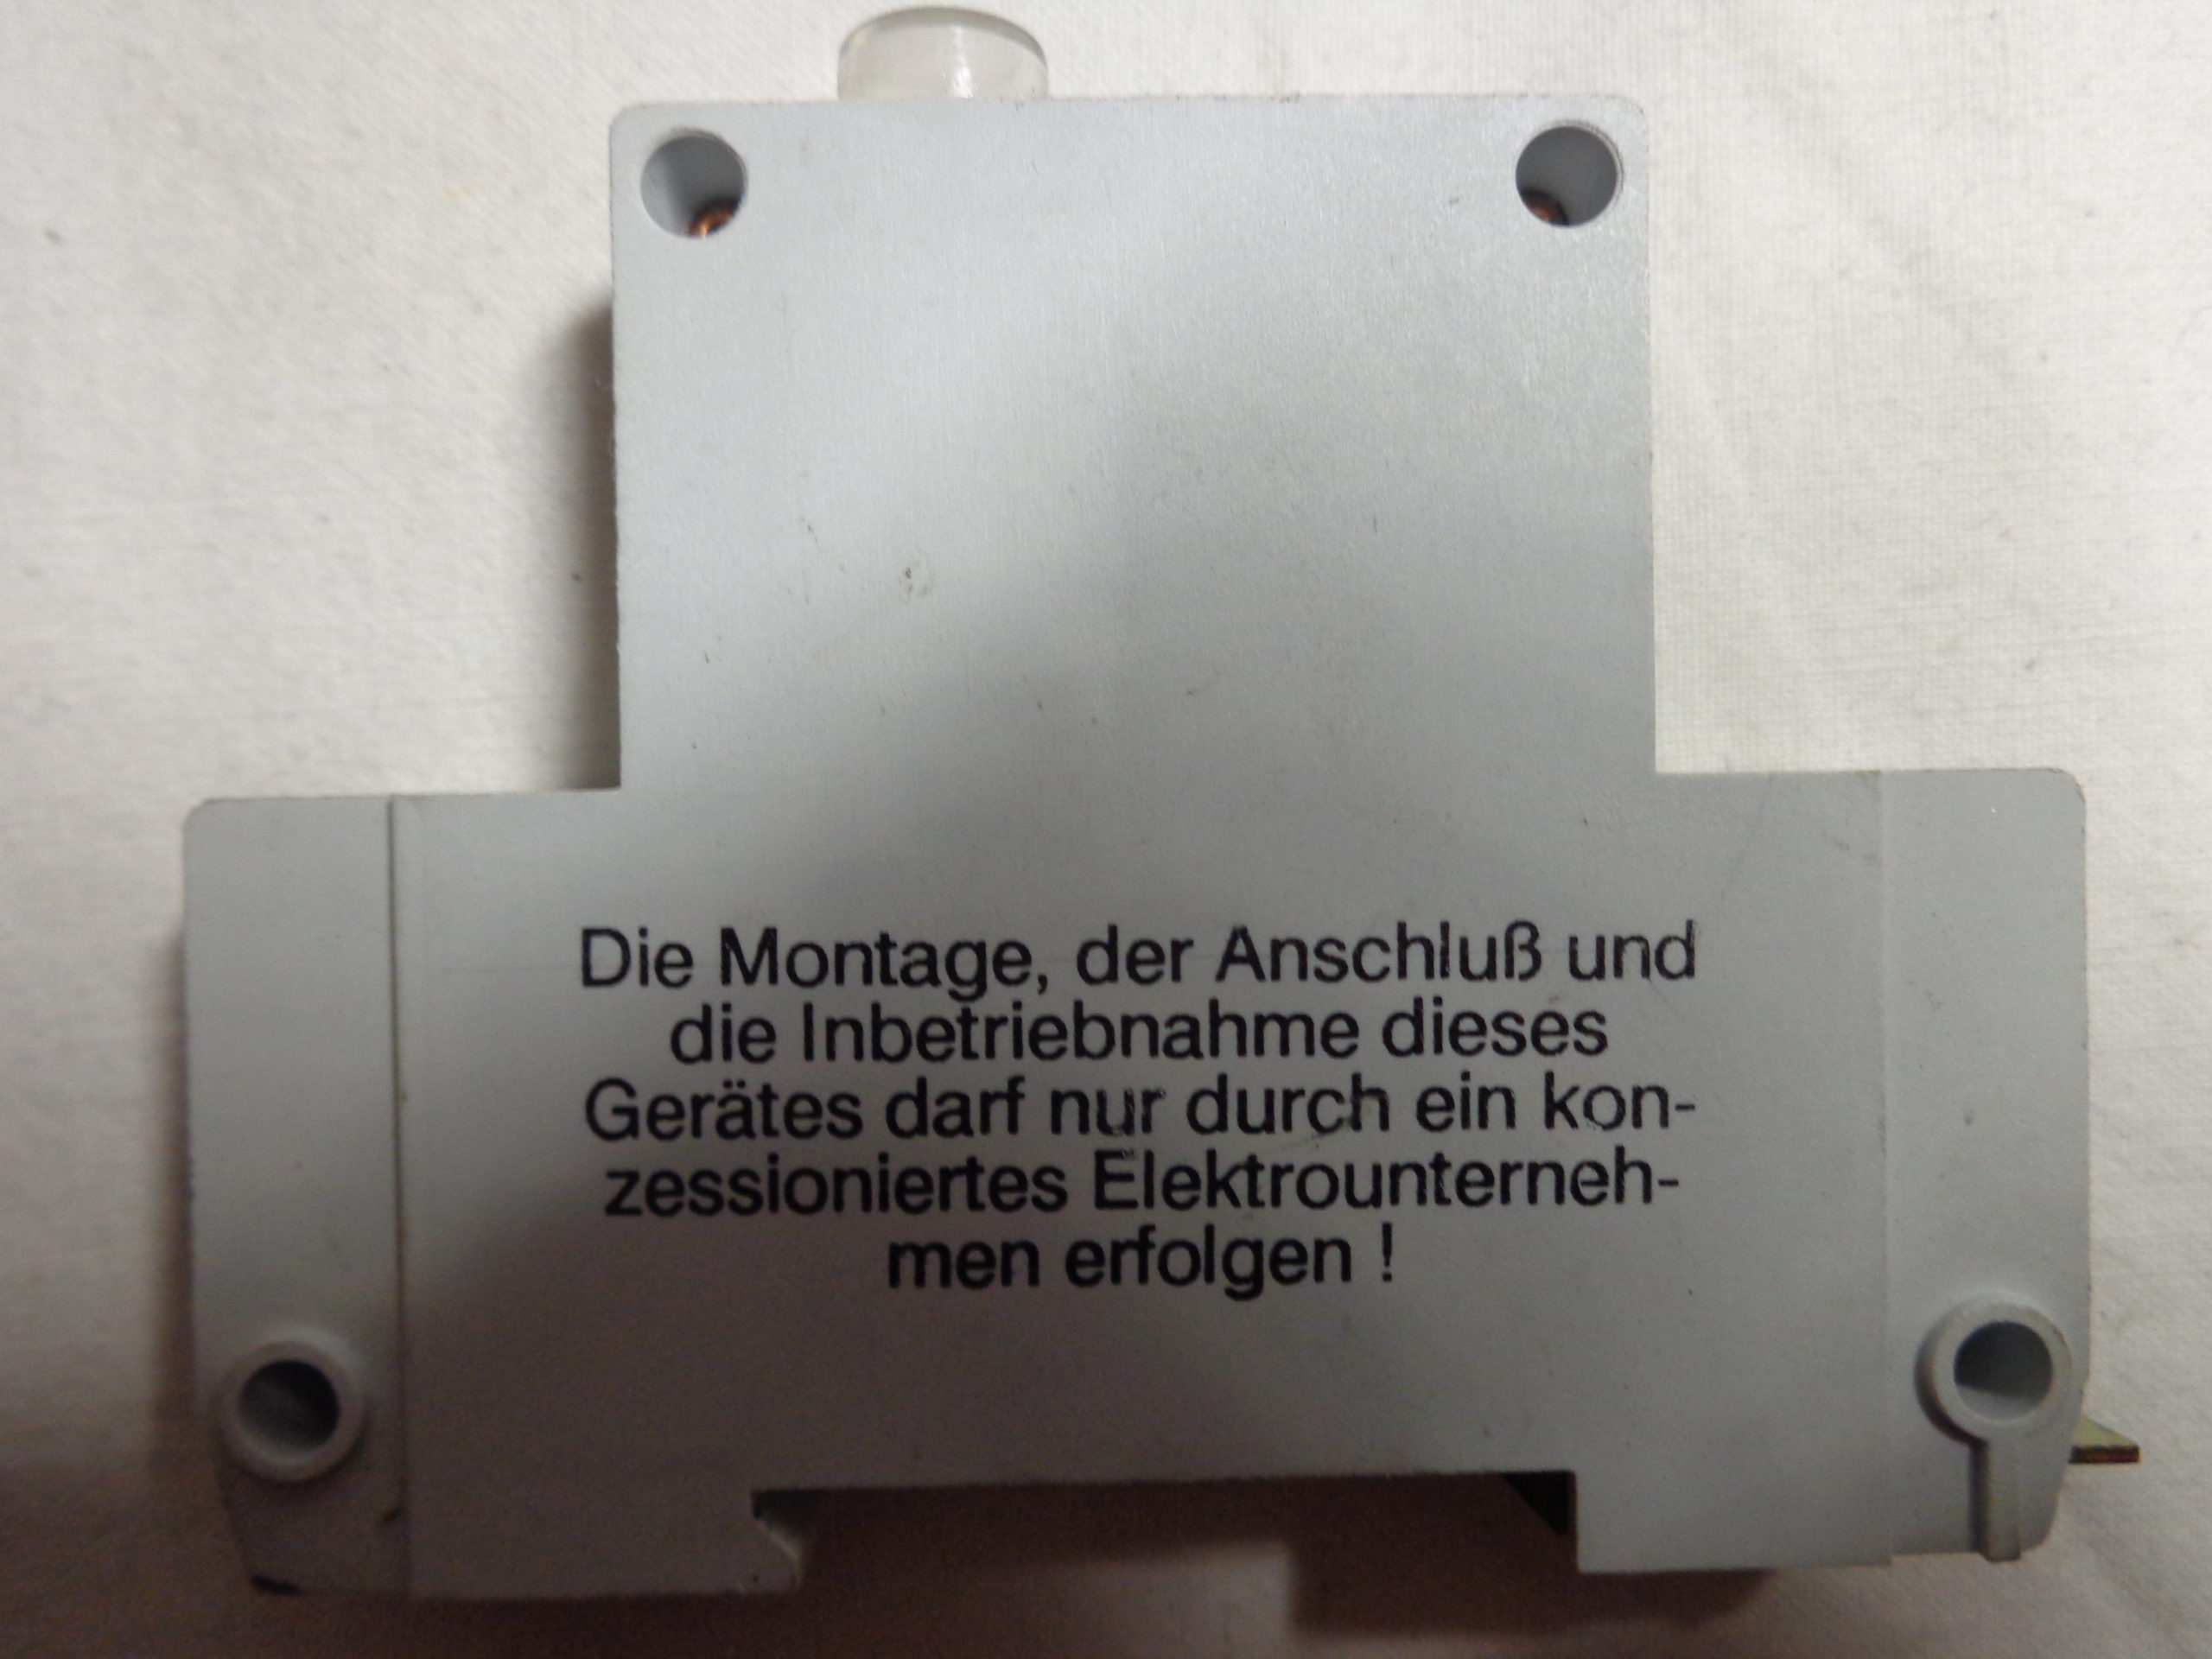 Die Montage, der Anschluß und
die Inbetriebnahme dieses
Gerätes darf nur durch ein kon-
zessioniertes Elektrounterneh-
men erfolgen !